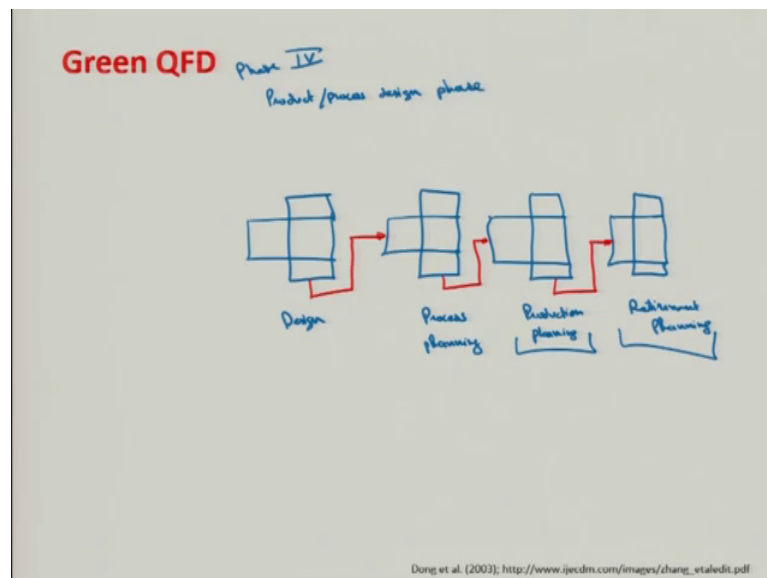 Green QFD Phase IV
Product/process design phase
Design
Process planning
Production planning
Retirement planning
Dong et al. (2003); http://www.ijecdm.com/images/zhang_etaledit.pdf